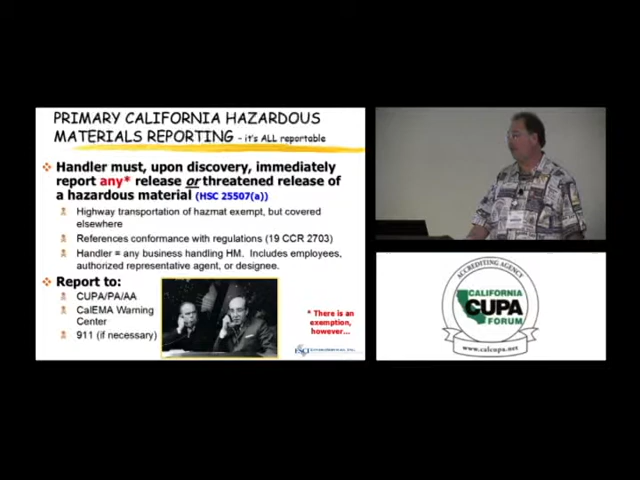 PRIMARY CALIFORNIA HAZARDOUS
MATERIALS REPORTING – it's ALL reportable
Handler must, upon discovery, immediately
report any* release or threatened release of
a hazardous material (HSC 25507(a))
Highway transportation of hazmat exempt, but covered
elsewhere
References conformance with regulations (19 CCR 2703)
Handler = any business handling HM. Includes employees,
authorized representative agent, or designee.
Report to:
CUPA/PA/AA
CalEMA Warning
Center
911 (if necessary)
* There is an
exemption,
however...
ACCREDITING AGENCY
CALIFORNIA
CUPA
FORUM
www.calcupa.net